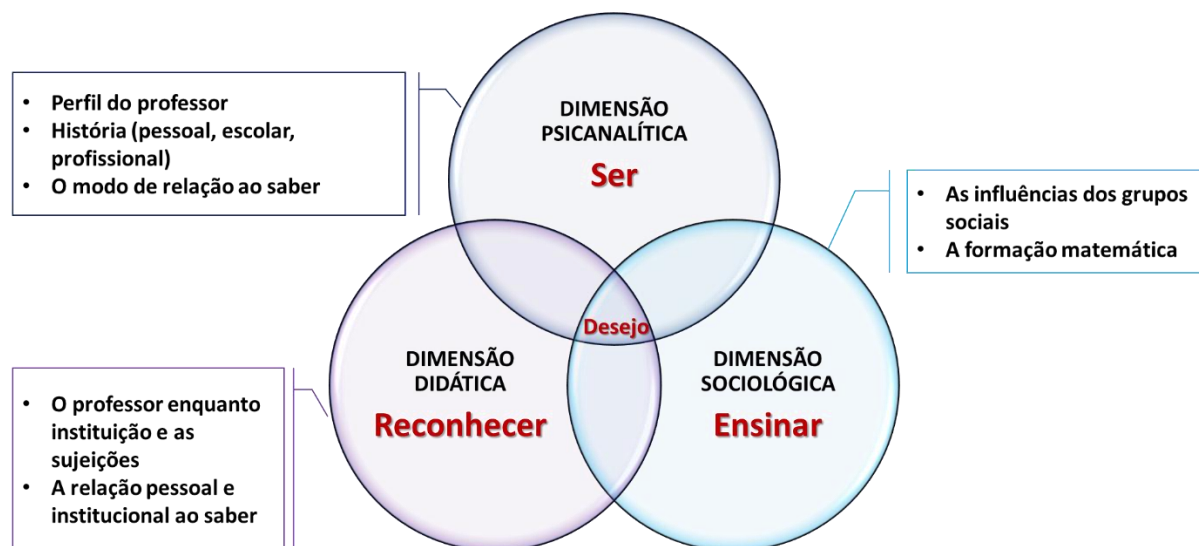 • Perfil do professor
• História (pessoal, escolar,
profissional)
• O modo de relação ao saber
DIMENSÃO
PSICANALÍTICA
Ser
• As influências dos grupos
sociais
• A formação matemática
Desejo
DIMENSÃO
DIDÁTICA
Reconhecer
DIMENSÃO
SOCIOLÓGICA
Ensinar
• O professor enquanto
instituição e as
sujeições
• A relação pessoal e
institucional ao saber